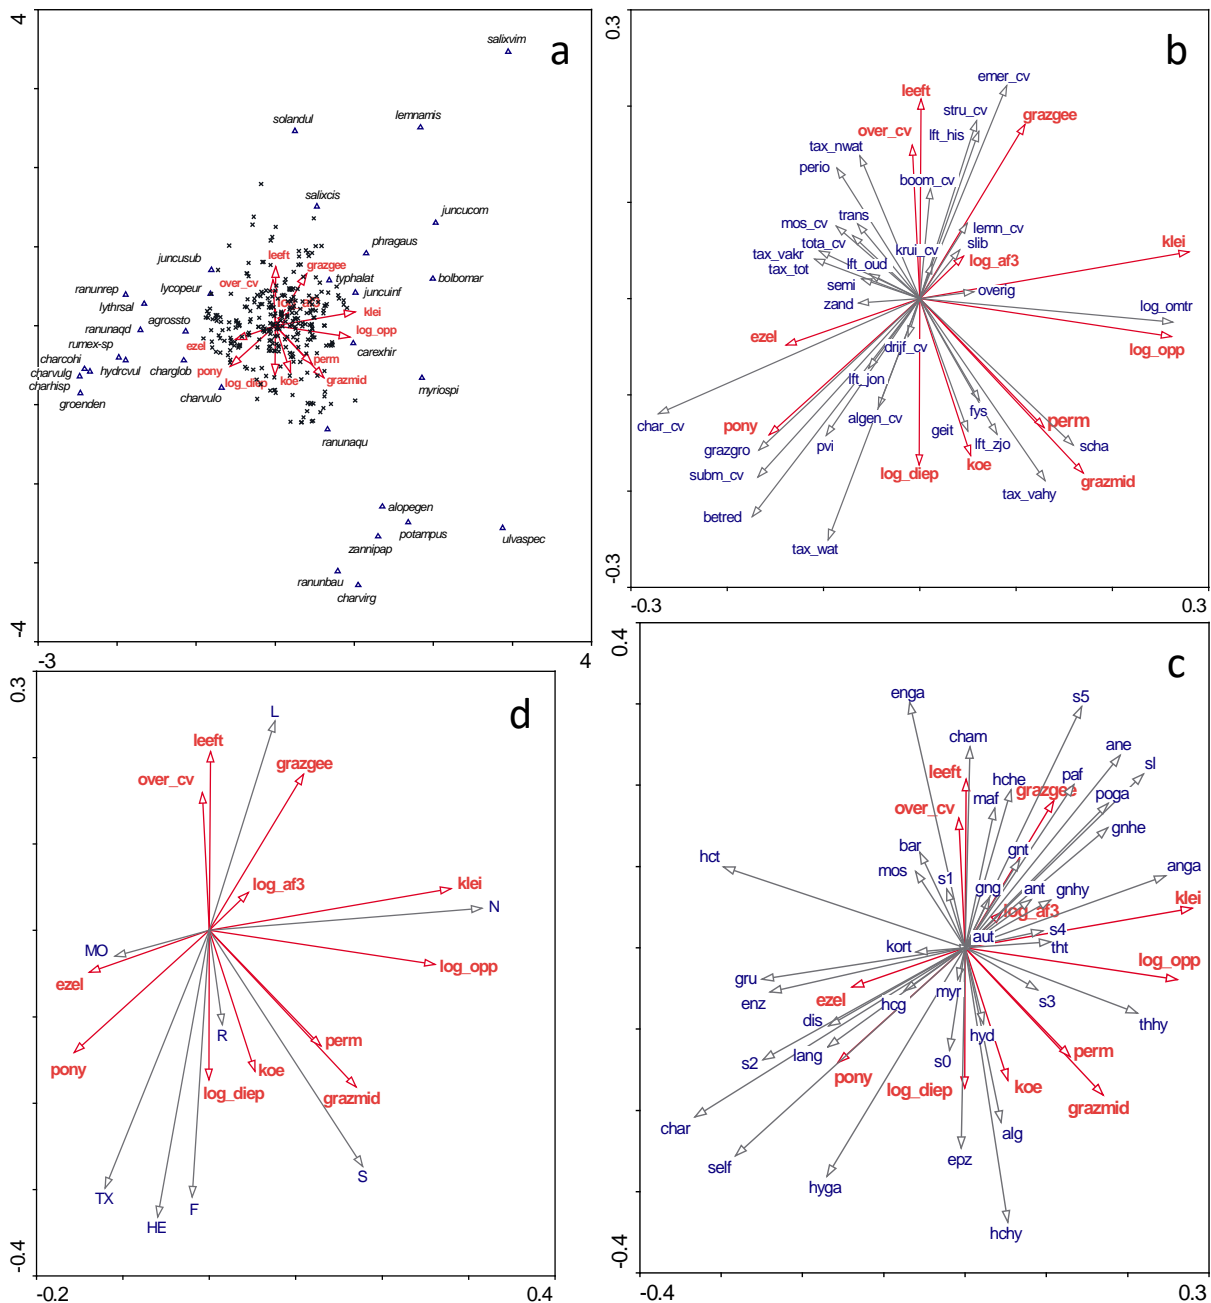 4
a
salixvim
solandul
lemnamis
salixcis
juncucom
phragaus
juncusub
leeft
grazgee
typhalat
bolbomar
ranunrep
lycopeur
over_cv
juncuinf
lythrsal
klei
ranunaqd
agrossto
log_opp
rumex-sp
ezel
carexhir
charcohi
perm
charvulg
hydrcvul
charglob
pony
koe
grazmid
myriospi
charhisp
log_diep
groenden
charvulo
ranunaqu
alopegen
potampus
ulvaspec
zannipap
ranunbau
charvirg
-4
-3
4
0.3
b
emer_cv
leeft
stru_cv
grazgee
over_cv
lft_his
tax_nwat
perio
boom_cv
trans
mos_cv
lemn_cv
tota_cv
krui_cv
slib
klei
tax_vakr
log_af3
tax_tot
lft_oud
semi
overig
zand
log_omtr
ezel
drijf_cv
log_opp
lft_jon
char_cv
algen_cv
fys
pony
geit
perm
grazgro
pvi
lft_zjo
scha
subm_cv
log_diep
koe
grazmid
tax_vahy
betred
tax_wat
-0.3
-0.3
0.3
0.4
c
enga
s5
cham
ane
leeft
hche
paf
sl
grazgee
over_cv
maf
poga
gnhe
bar
gnt
hct
mos
s1
anga
gng
ant
gnhy
klei
log_af3
aut
s4
kort
tht
log_opp
gru
enz
ezel
hcg
myr
s3
dis
thhy
lang
hyd
s2
s0
perm
pony
log_diep
koe
grazmid
char
alg
self
epz
hyga
hchy
-0.4
-0.4
0.3
0.3
d
L
leeft
over_cv
grazgee
log_af3
klei
N
MO
ezel
log_opp
R
perm
pony
koe
log_diep
grazmid
S
TX
F
HE
-0.4
-0.2
0.4